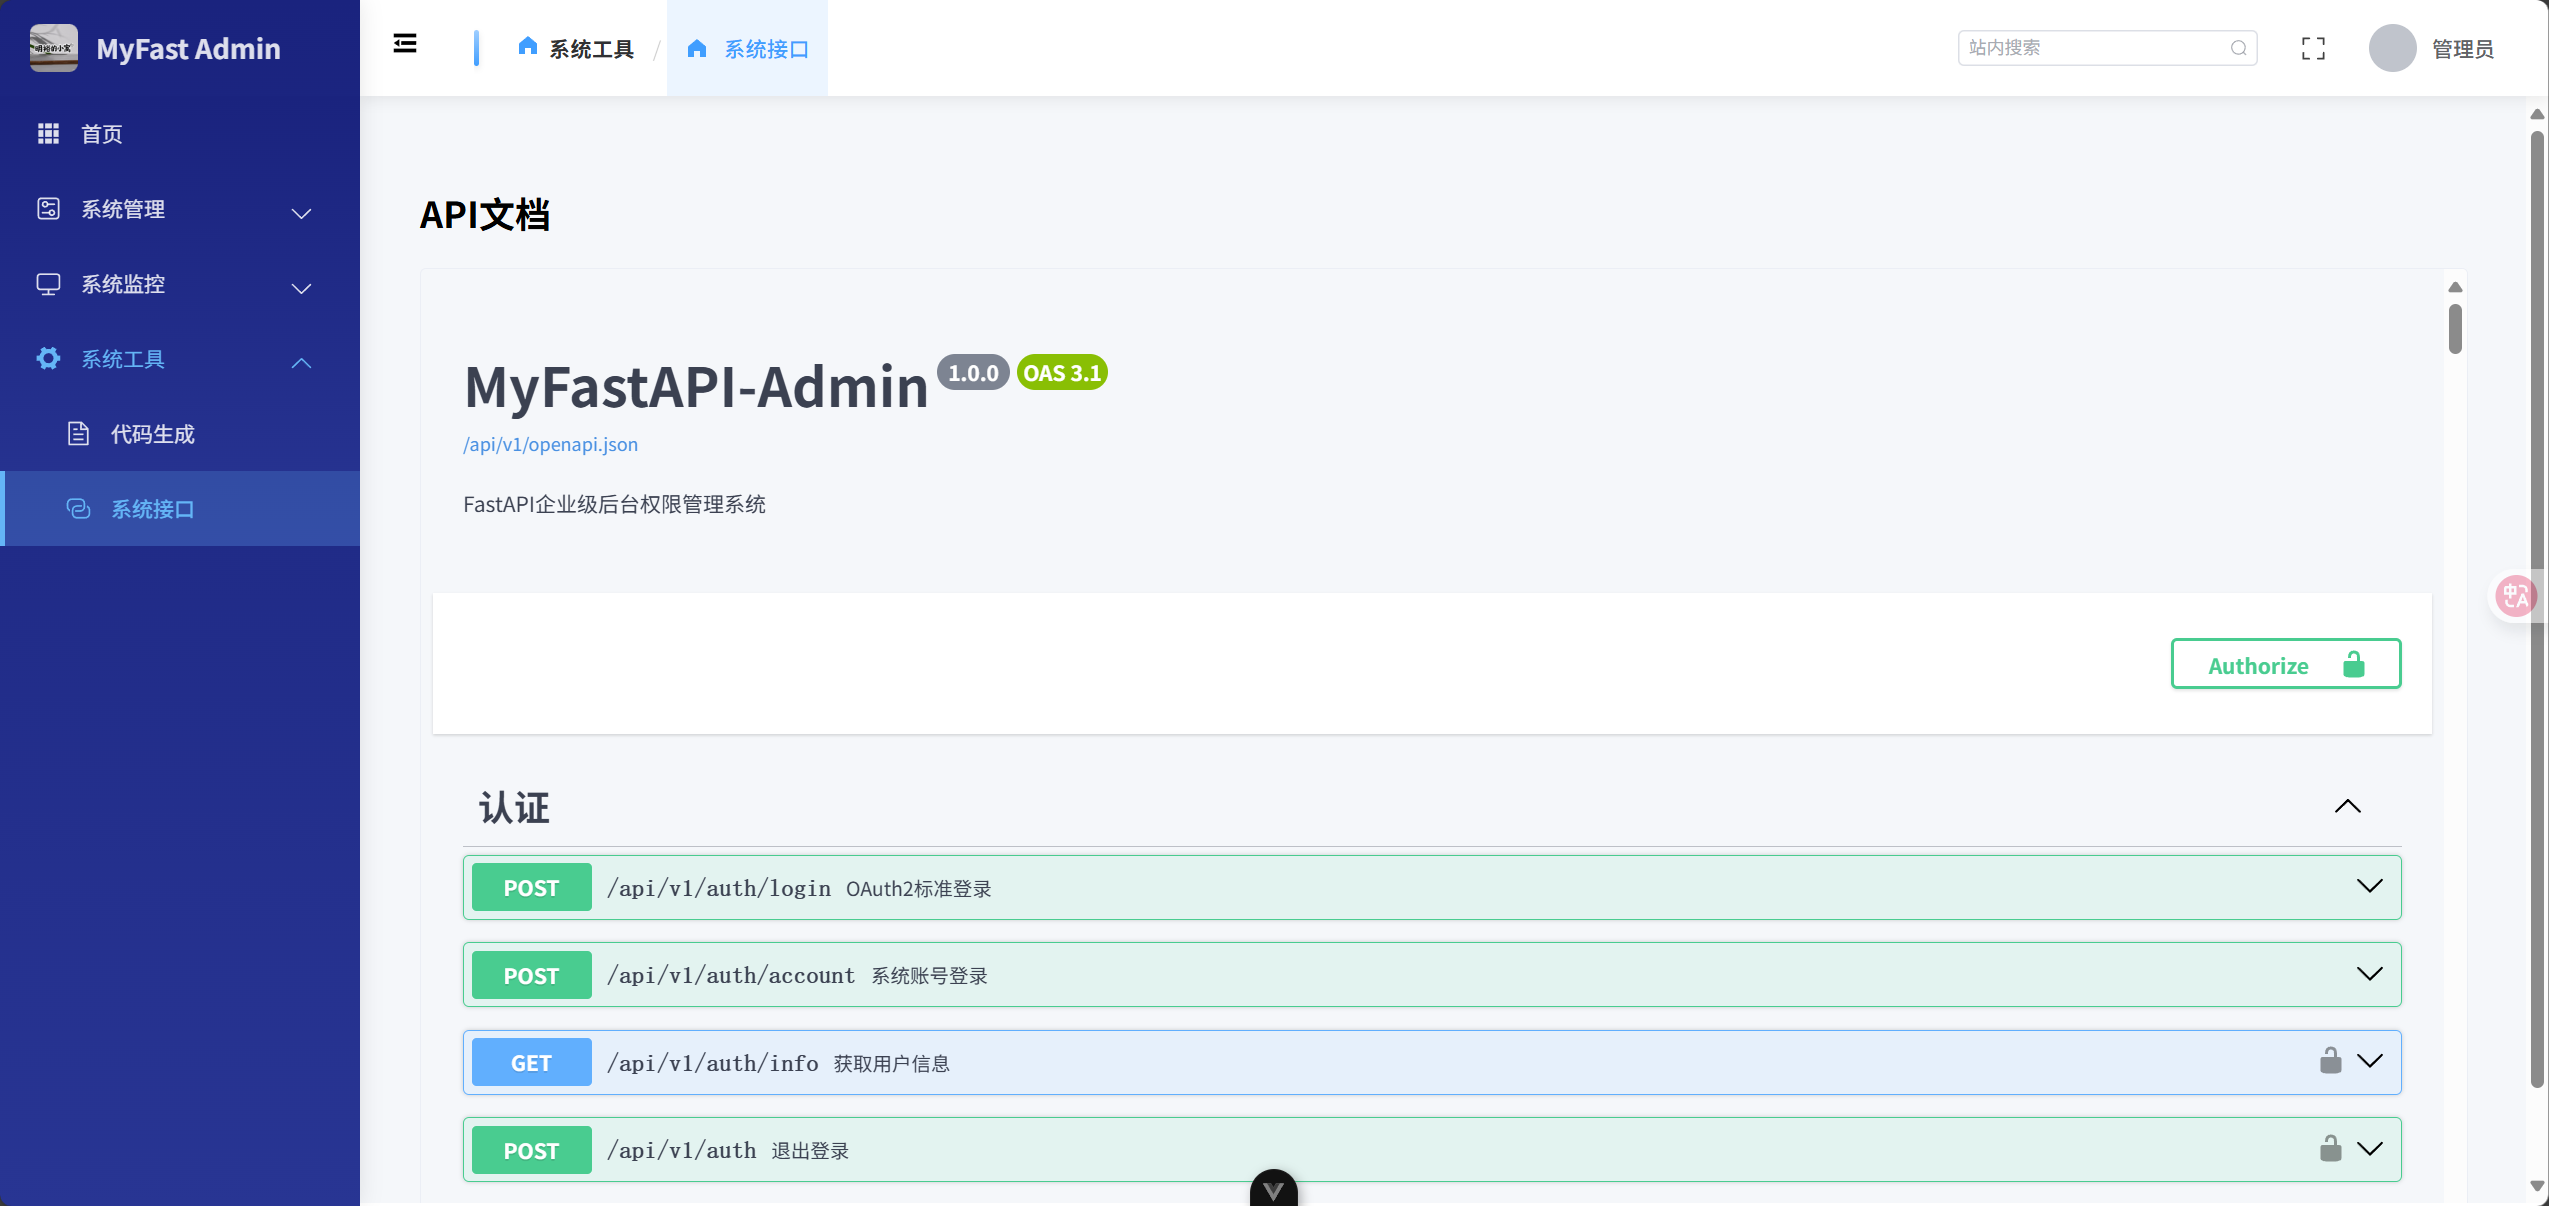 MyFast Admin
首页
系统管理
系统监控
系统工具
代码生成
系统接口
系统工具 / 系统接口
站内搜索
管理员
API文档
MyFastAPI-Admin 1.0.0 OAS 3.1
/api/v1/openapi.json
FastAPI企业级后台权限管理系统
Authorize
认证
POST /api/v1/auth/login OAuth2标准登录
POST /api/v1/auth/account 系统账号登录
GET /api/v1/auth/info 获取用户信息
POST /api/v1/auth 退出登录
中A